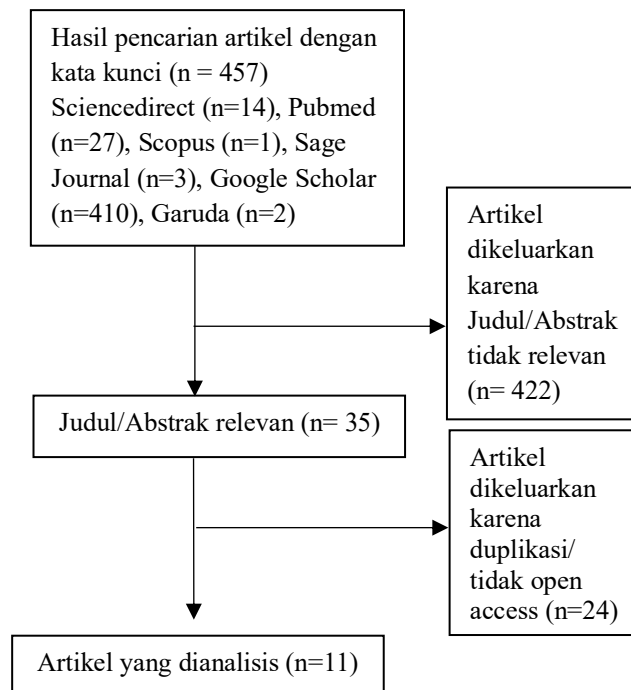 Hasil pencarian artikel dengan
kata kunci (n = 457)
Sciencedirect (n=14), Pubmed
(n=27), Scopus (n=1), Sage
Journal (n=3), Google Scholar
(n=410), Garuda (n=2)
Artikel
dikeluarkan
karena
Judul/Abstrak
tidak relevan
(n= 422)
Judul/Abstrak relevan (n= 35)
Artikel
dikeluarkan
karena
duplikasi/
tidak open
access (n=24)
Artikel yang dianalisis (n=11)